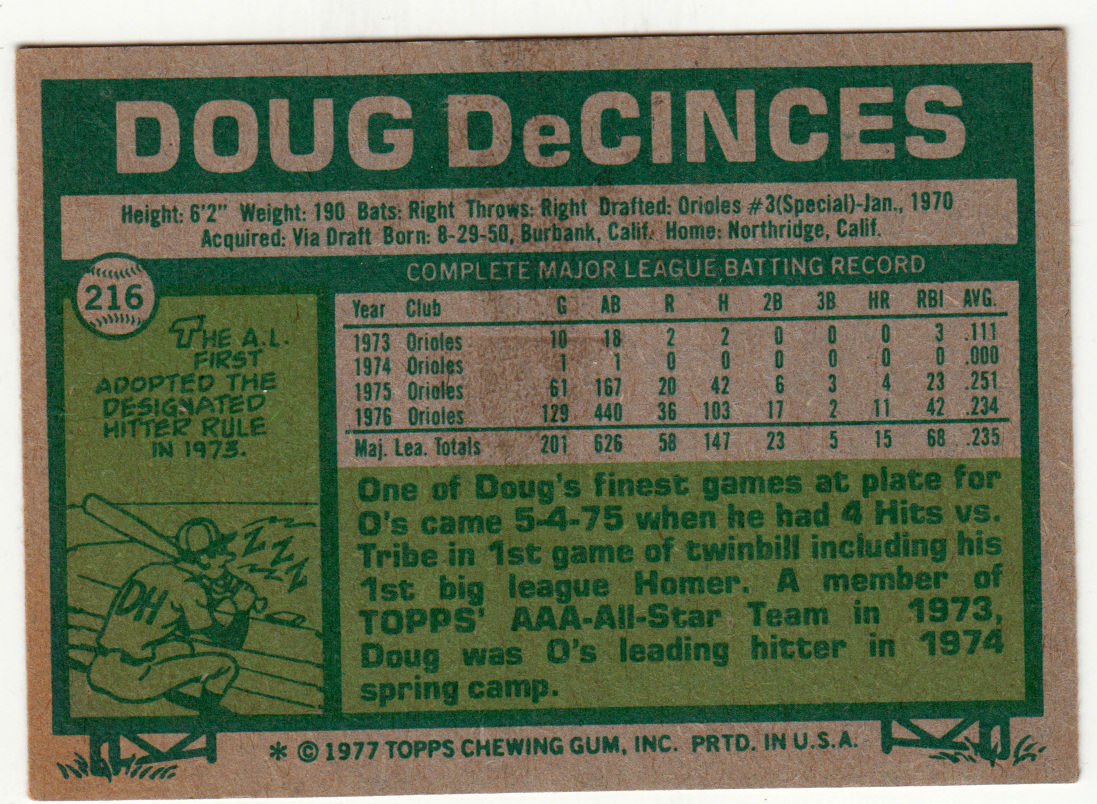 DOUG DeCINCES
Height: 6'2" Weight: 190 Bats: Right Throws: Right Drafted: Orioles #3(Special)-Jan., 1970
Acquired: Via Draft Born: 8-29-50, Burbank, Calif. Home: Northridge, Calif.
216
THE A.L.
FIRST
ADOPTED THE
DESIGNATED
HITTER RULE
IN 1973.
DH
ZZZ
ZZZ
COMPLETE MAJOR LEAGUE BATTING RECORD
Year Club G AB R H 2B 3B HR RBI AVG.
1973 Orioles 10 18 2 2 0 0 0 3 .111
1974 Orioles 1 1 0 0 0 0 0 0 .000
1975 Orioles 61 167 20 42 6 3 4 23 .251
1976 Orioles 129 440 36 103 17 2 11 42 .234
Maj. Lea. Totals 201 626 58 147 23 5 15 68 .235
One of Doug's finest games at plate for
O's came 5-4-75 when he had 4 Hits vs.
Tribe in 1st game of twinbill including his
1st big league Homer. A member of
TOPPS' AAA-All-Star Team in 1973,
Doug was O's leading hitter in 1974
spring camp.
* © 1977 TOPPS CHEWING GUM, INC. PRTD. IN U.S.A.